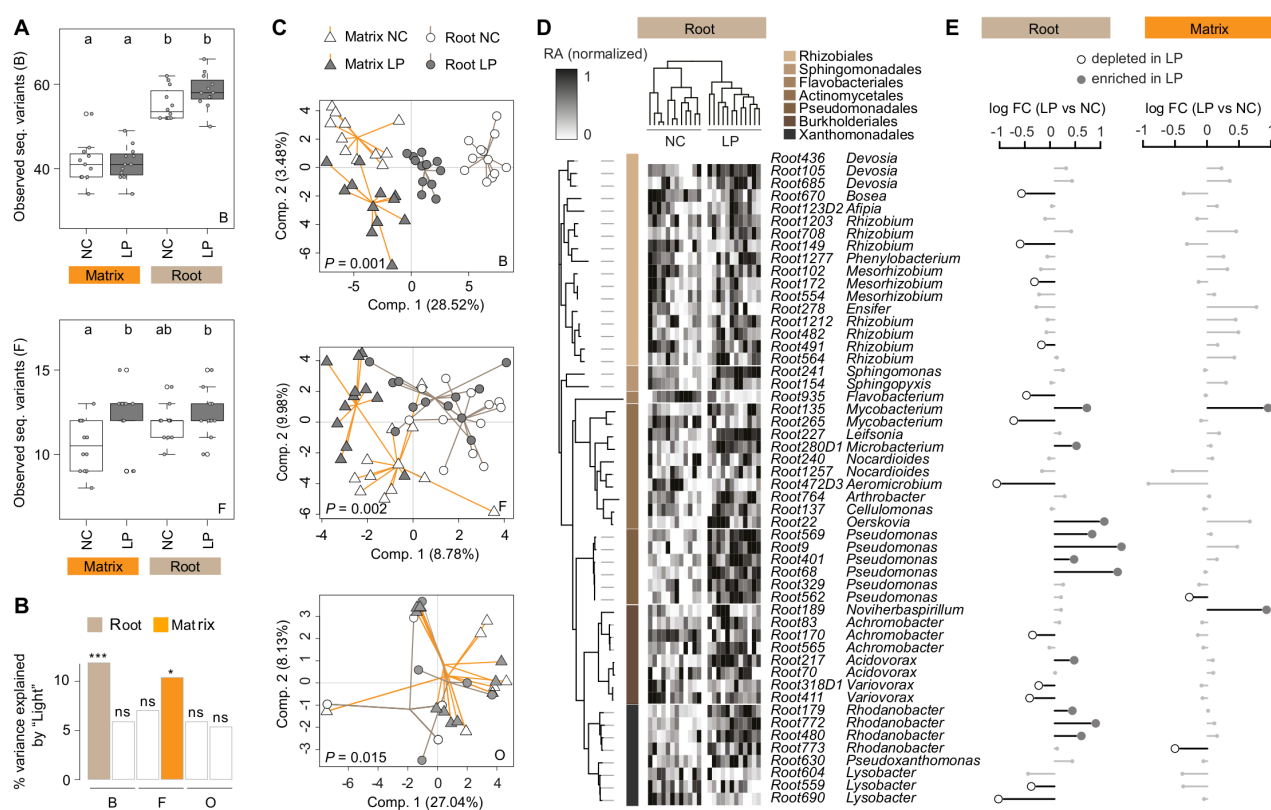 A
Observed seq. variants (B)
a a b b
60
40
B
NC LP NC LP
Matrix Root
Observed seq. variants (F)
a b ab b
15
10
F
NC LP NC LP
Matrix Root
B
Root Matrix
% variance explained
by "Light"
*** ns ns * ns ns
10
5
0
B F O
C
Matrix NC Root NC
Matrix LP Root LP
Comp. 2 (3.48%)
4
2
0
-2
-4
-6
P = 0.001
B
-5 0 5
Comp. 1 (28.52%)
Comp. 2 (9.98%)
4
2
0
-2
-4
-6
P = 0.002
F
-4 -2 0 2 4
Comp. 1 (8.78%)
Comp. 2 (8.13%)
3
2
1
0
-1
-2
-3
P = 0.015
O
-6 -4 -2 0 2 4
Comp. 1 (27.04%)
D
Root
RA (normalized)
1
0
NC LP
Rhizobiales
Sphingomonadales
Flavobacteriales
Actinomycetales
Pseudomonadales
Burkholderiales
Xanthomonadales
Root436 Devosia
Root105 Devosia
Root685 Devosia
Root670 Bosea
Root123D2 Afipia
Root1203 Rhizobium
Root708 Rhizobium
Root149 Rhizobium
Root1277 Phenylobacterium
Root102 Mesorhizobium
Root172 Mesorhizobium
Root554 Mesorhizobium
Root278 Ensifer
Root1212 Rhizobium
Root482 Rhizobium
Root491 Rhizobium
Root564 Rhizobium
Root241 Sphingomonas
Root154 Sphingopyxis
Root935 Flavobacterium
Root135 Mycobacterium
Root265 Mycobacterium
Root227 Leifsonia
Root280D1 Microbacterium
Root240 Nocardioides
Root1257 Nocardioides
Root472D3 Aeromicrobium
Root764 Arthrobacter
Root137 Cellulomonas
Root22 Oerskovia
Root569 Pseudomonas
Root9 Pseudomonas
Root401 Pseudomonas
Root68 Pseudomonas
Root329 Pseudomonas
Root562 Pseudomonas
Root189 Noviherbaspirillum
Root83 Achromobacter
Root170 Achromobacter
Root565 Achromobacter
Root217 Acidovorax
Root70 Acidovorax
Root318D1 Variovorax
Root411 Variovorax
Root179 Rhodanobacter
Root772 Rhodanobacter
Root480 Rhodanobacter
Root773 Rhodanobacter
Root630 Pseudoxanthomonas
Root604 Lysobacter
Root559 Lysobacter
Root690 Lysobacter
E
Root Matrix
depleted in LP
enriched in LP
log FC (LP vs NC) log FC (LP vs NC)
-1 -0.5 0 0.5 1 -1 -0.5 0 0.5 1